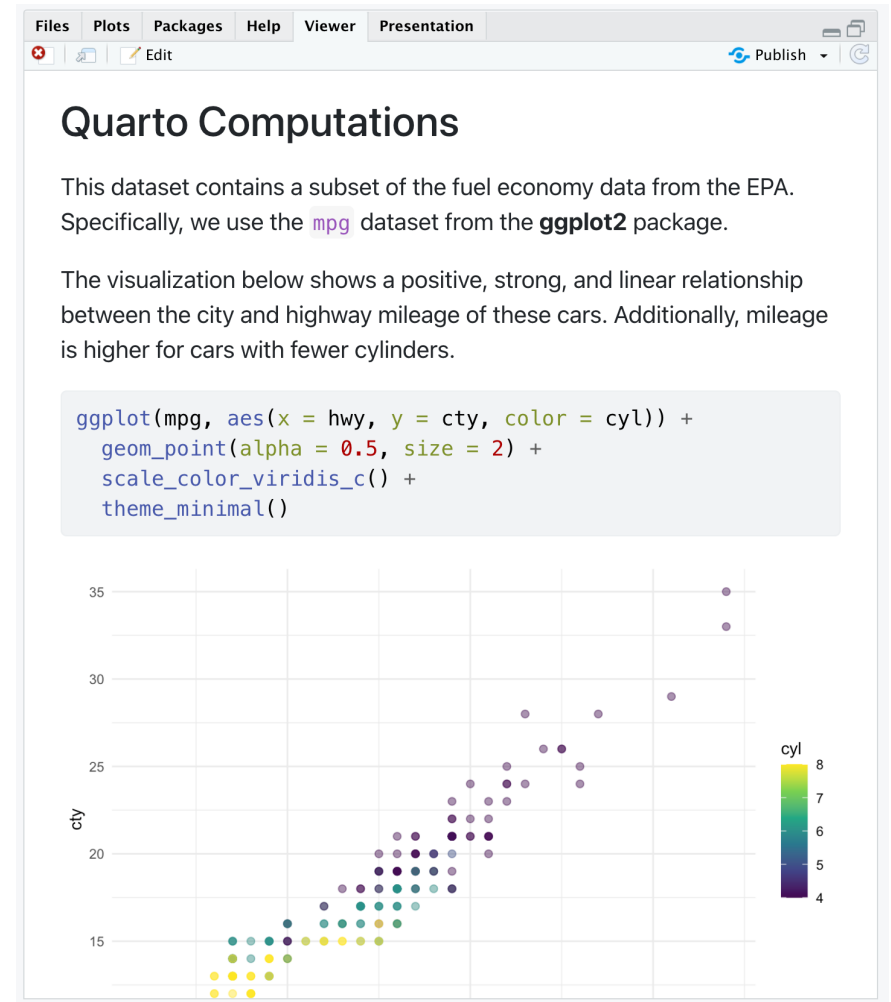 Files Plots Packages Help Viewer Presentation
Edit Publish
Quarto Computations
This dataset contains a subset of the fuel economy data from the EPA.
Specifically, we use the mpg dataset from the ggplot2 package.
The visualization below shows a positive, strong, and linear relationship
between the city and highway mileage of these cars. Additionally, mileage
is higher for cars with fewer cylinders.
ggplot(mpg, aes(x = hwy, y = cty, color = cyl)) +
  geom_point(alpha = 0.5, size = 2) +
  scale_color_viridis_c() +
  theme_minimal()
35
30
25
20
15
cty
cyl
8
7
6
5
4